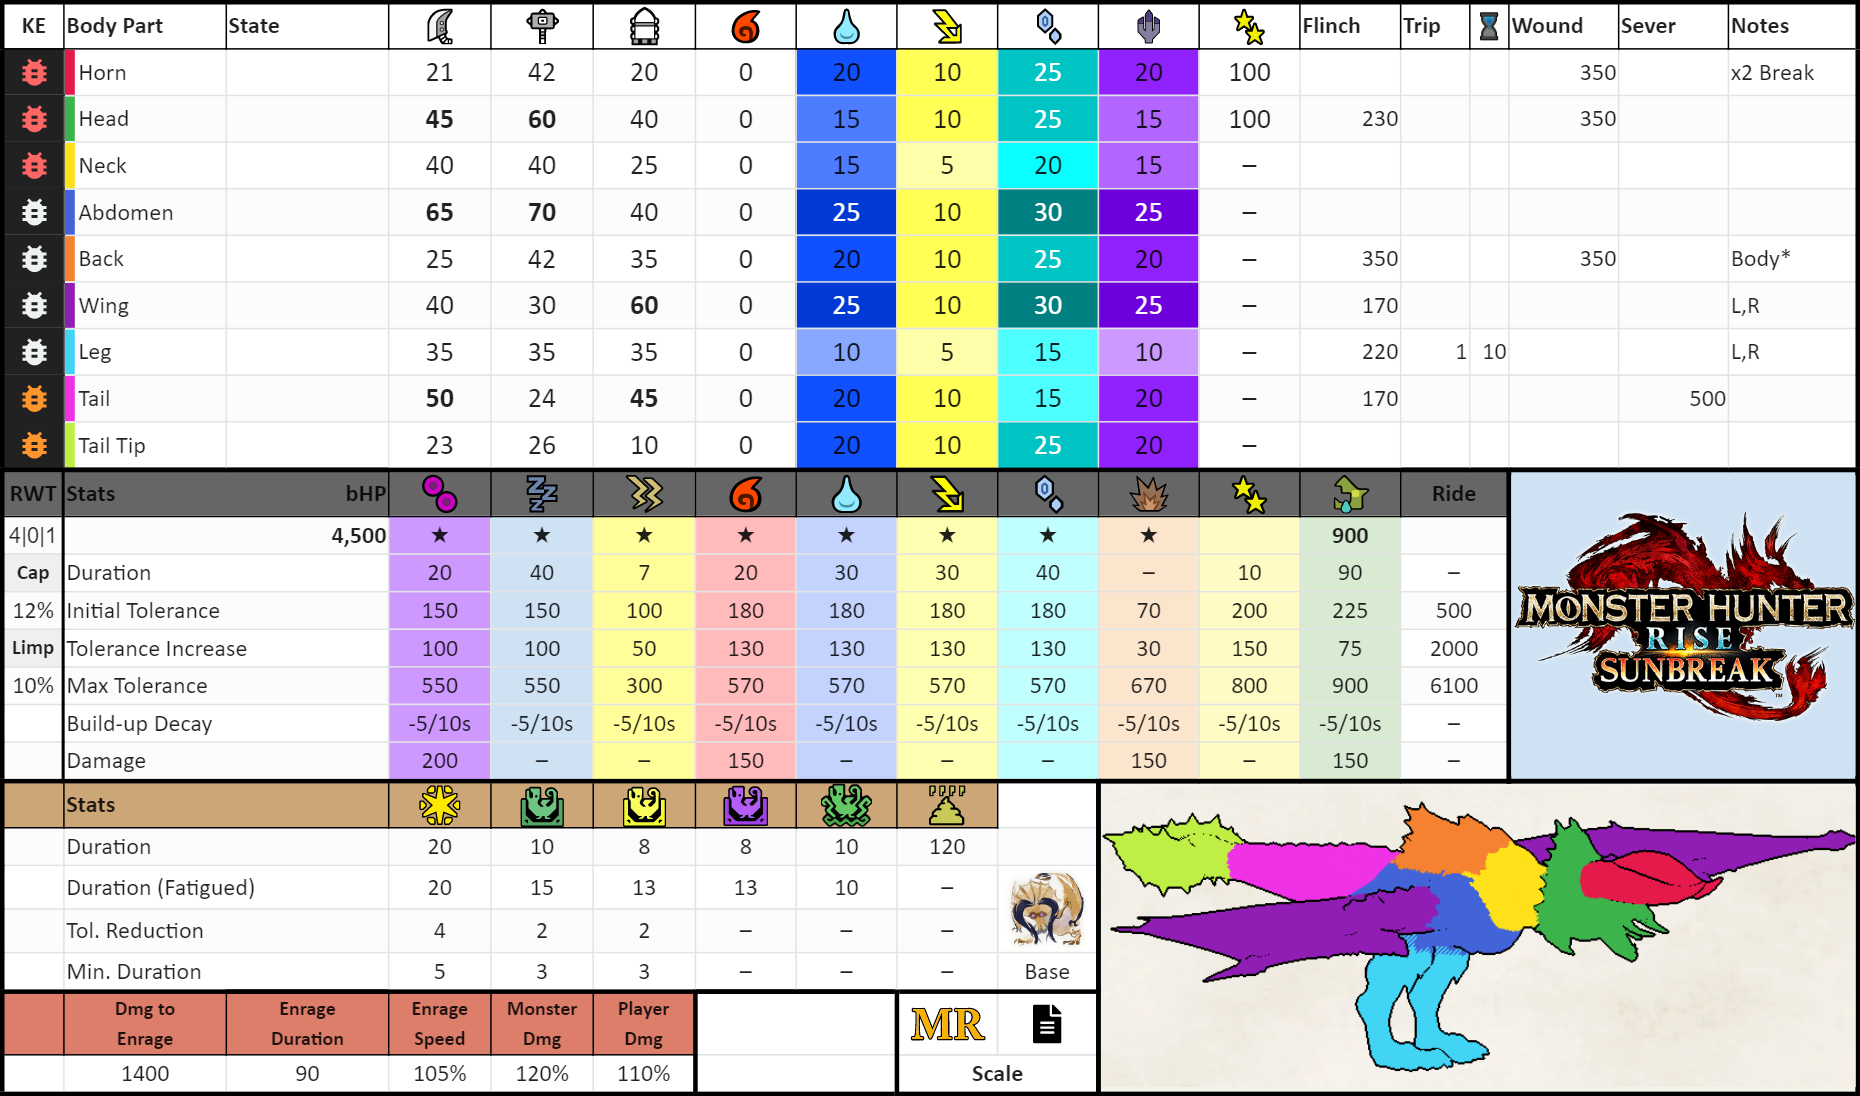 KE Body Part State Flinch Trip Wound Sever Notes
Horn 21 42 20 0 20 10 25 20 100 350 x2 Break
Head 45 60 40 0 15 10 25 15 100 230 350
Neck 40 40 25 0 15 5 20 15 –
Abdomen 65 70 40 0 25 10 30 25 –
Back 25 42 35 0 20 10 25 20 – 350 350 Body*
Wing 40 30 60 0 25 10 30 25 – 170 L,R
Leg 35 35 35 0 10 5 15 10 – 220 1 10 L,R
Tail 50 24 45 0 20 10 15 20 – 170 500
Tail Tip 23 26 10 0 20 10 25 20 –
RWT Stats bHP Ride
4|0|1 4,500 ★ ★ ★ ★ ★ ★ ★ ★ 900
Cap Duration 20 40 7 20 30 30 40 – 10 90 –
12% Initial Tolerance 150 150 100 180 180 180 180 70 200 225 500
Limp Tolerance Increase 100 100 50 130 130 130 130 30 150 75 2000
10% Max Tolerance 550 550 300 570 570 570 570 670 800 900 6100
Build-up Decay -5/10s -5/10s -5/10s -5/10s -5/10s -5/10s -5/10s -5/10s -5/10s -5/10s –
Damage 200 – – 150 – – – 150 – 150 –
MONSTER HUNTER
RISE
SUNBREAK
™
Stats
Duration 20 10 8 8 10 120
Duration (Fatigued) 20 15 13 13 10 –
Tol. Reduction 4 2 2 – – –
Min. Duration 5 3 3 – – – Base
Dmg to Enrage Enrage Duration Enrage Speed Monster Dmg Player Dmg MR
1400 90 105% 120% 110% Scale